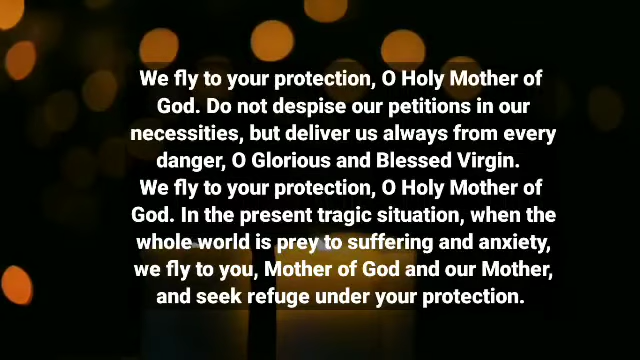 We fly to your protection, O Holy Mother of
God. Do not despise our petitions in our
necessities, but deliver us always from every
danger, O Glorious and Blessed Virgin.
We fly to your protection, O Holy Mother of
God. In the present tragic situation, when the
whole world is prey to suffering and anxiety,
we fly to you, Mother of God and our Mother,
and seek refuge under your protection.